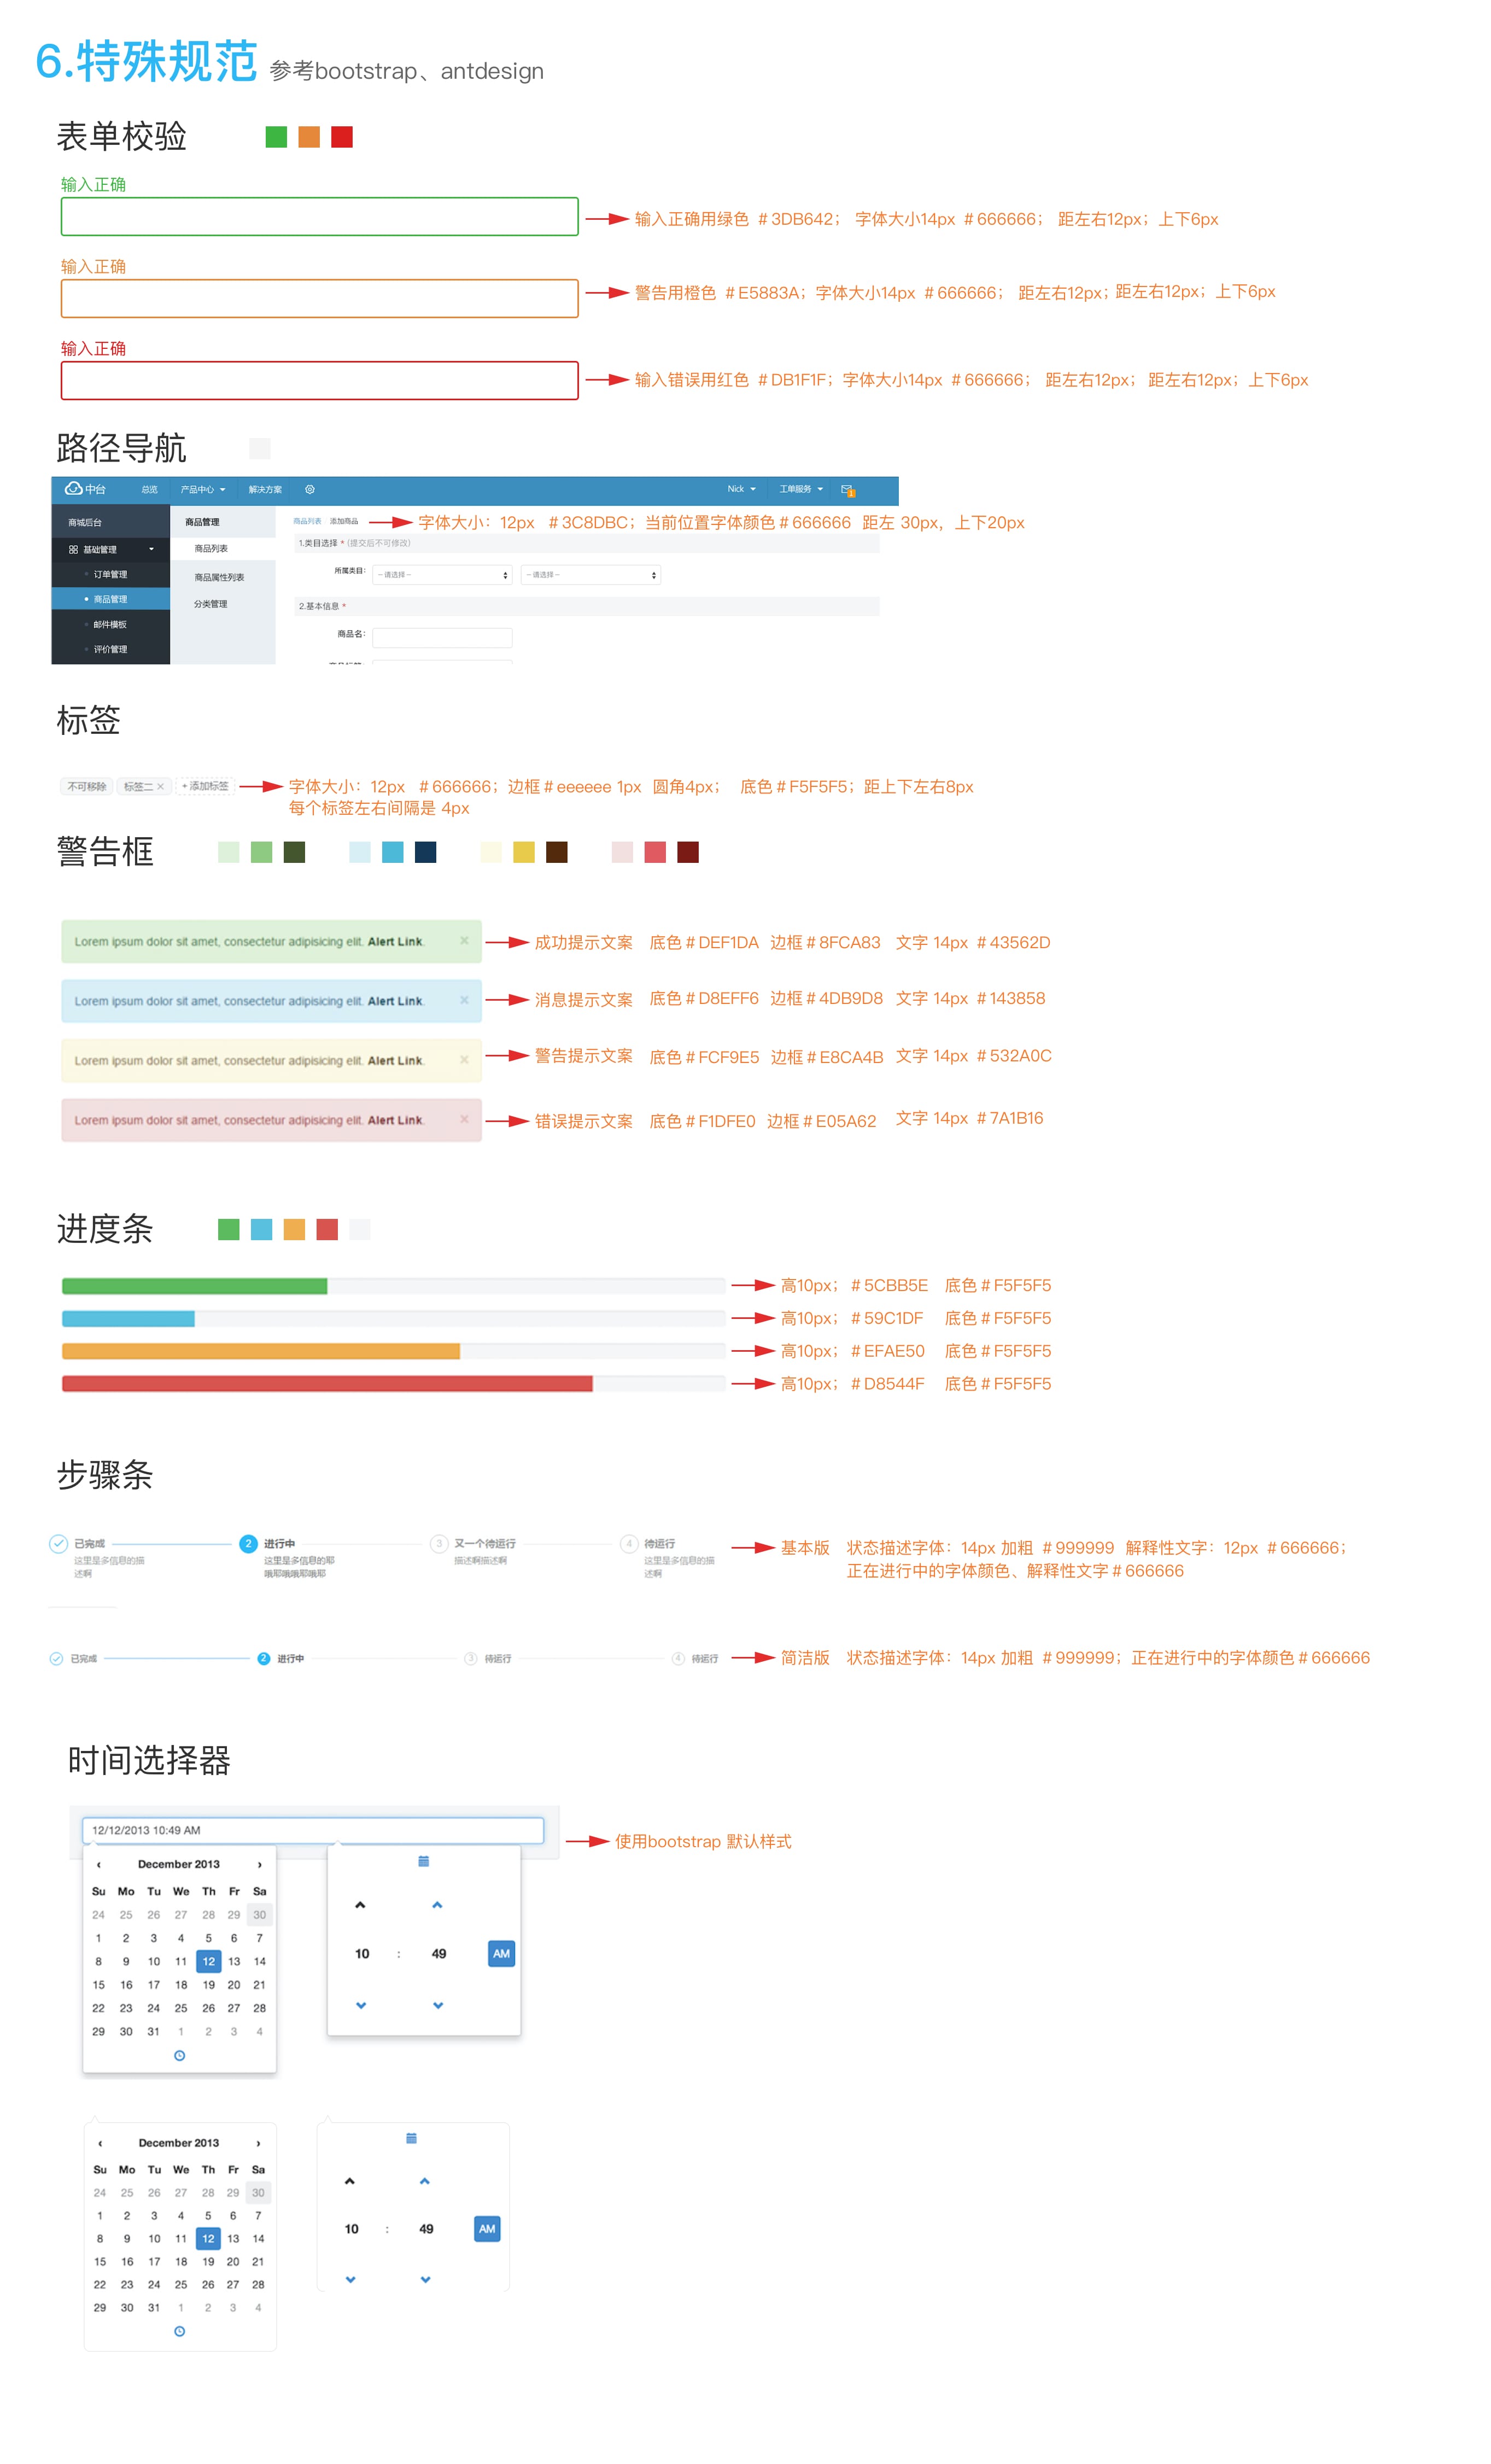 6.特殊规范 参考bootstrap、antdesign
表单校验
输入正确
输入正确用绿色 #3DB642； 字体大小14px #666666； 距左右12px；上下6px
输入正确
警告用橙色 #E5883A；字体大小14px #666666； 距左右12px；距左右12px；上下6px
输入正确
输入错误用红色 #DB1F1F；字体大小14px #666666； 距左右12px； 距左右12px；上下6px
路径导航
中台 总览 产品中心 解决方案 Nick 工单服务 1
商城后台 商品管理 商品列表 添加商品 字体大小：12px #3C8DBC；当前位置字体颜色#666666 距左 30px，上下20px
1.类目选择 * (提交后不可修改)
基础管理 商品列表
所属类目： --请选择-- --请选择--
订单管理 商品属性列表
商品管理 分类管理 2.基本信息 *
邮件模板 商品名：
评价管理
标签
不可移除 标签二 × + 添加标签 字体大小：12px #666666；边框#eeeeee 1px 圆角4px； 底色#F5F5F5；距上下左右8px
每个标签左右间隔是 4px
警告框
Lorem ipsum dolor sit amet, consectetur adipisicing elit. Alert Link. × 成功提示文案 底色#DEF1DA 边框#8FCA83 文字 14px #43562D
Lorem ipsum dolor sit amet, consectetur adipisicing elit. Alert Link. × 消息提示文案 底色#D8EFF6 边框#4DB9D8 文字 14px #143858
Lorem ipsum dolor sit amet, consectetur adipisicing elit. Alert Link. × 警告提示文案 底色#FCF9E5 边框#E8CA4B 文字 14px #532A0C
Lorem ipsum dolor sit amet, consectetur adipisicing elit. Alert Link. × 错误提示文案 底色#F1DFE0 边框#E05A62 文字 14px #7A1B16
进度条
高10px； #5CBB5E 底色#F5F5F5
高10px； #59C1DF 底色#F5F5F5
高10px； #EFAE50 底色#F5F5F5
高10px； #D8544F 底色#F5F5F5
步骤条
已完成 2 进行中 3 又一个待运行 4 待运行 基本版 状态描述字体：14px 加粗 #999999 解释性文字：12px #666666；
这里是多信息的描 这里是多信息的耶 描述啊描述啊 这里是多信息的描
述啊 哦耶哦哦耶哦耶 述啊 正在进行中的字体颜色、解释性文字#666666
已完成 2 进行中 3 待运行 4 待运行 简洁版 状态描述字体：14px 加粗 #999999；正在进行中的字体颜色#666666
时间选择器
12/12/2013 10:49 AM
使用bootstrap 默认样式
‹ December 2013 ›
Su Mo Tu We Th Fr Sa
24 25 26 27 28 29 30
1 2 3 4 5 6 7
8 9 10 11 12 13 14
15 16 17 18 19 20 21
22 23 24 25 26 27 28
29 30 31 1 2 3 4
10 : 49 AM
‹ December 2013 ›
Su Mo Tu We Th Fr Sa
24 25 26 27 28 29 30
1 2 3 4 5 6 7
8 9 10 11 12 13 14
15 16 17 18 19 20 21
22 23 24 25 26 27 28
29 30 31 1 2 3 4
10 : 49 AM